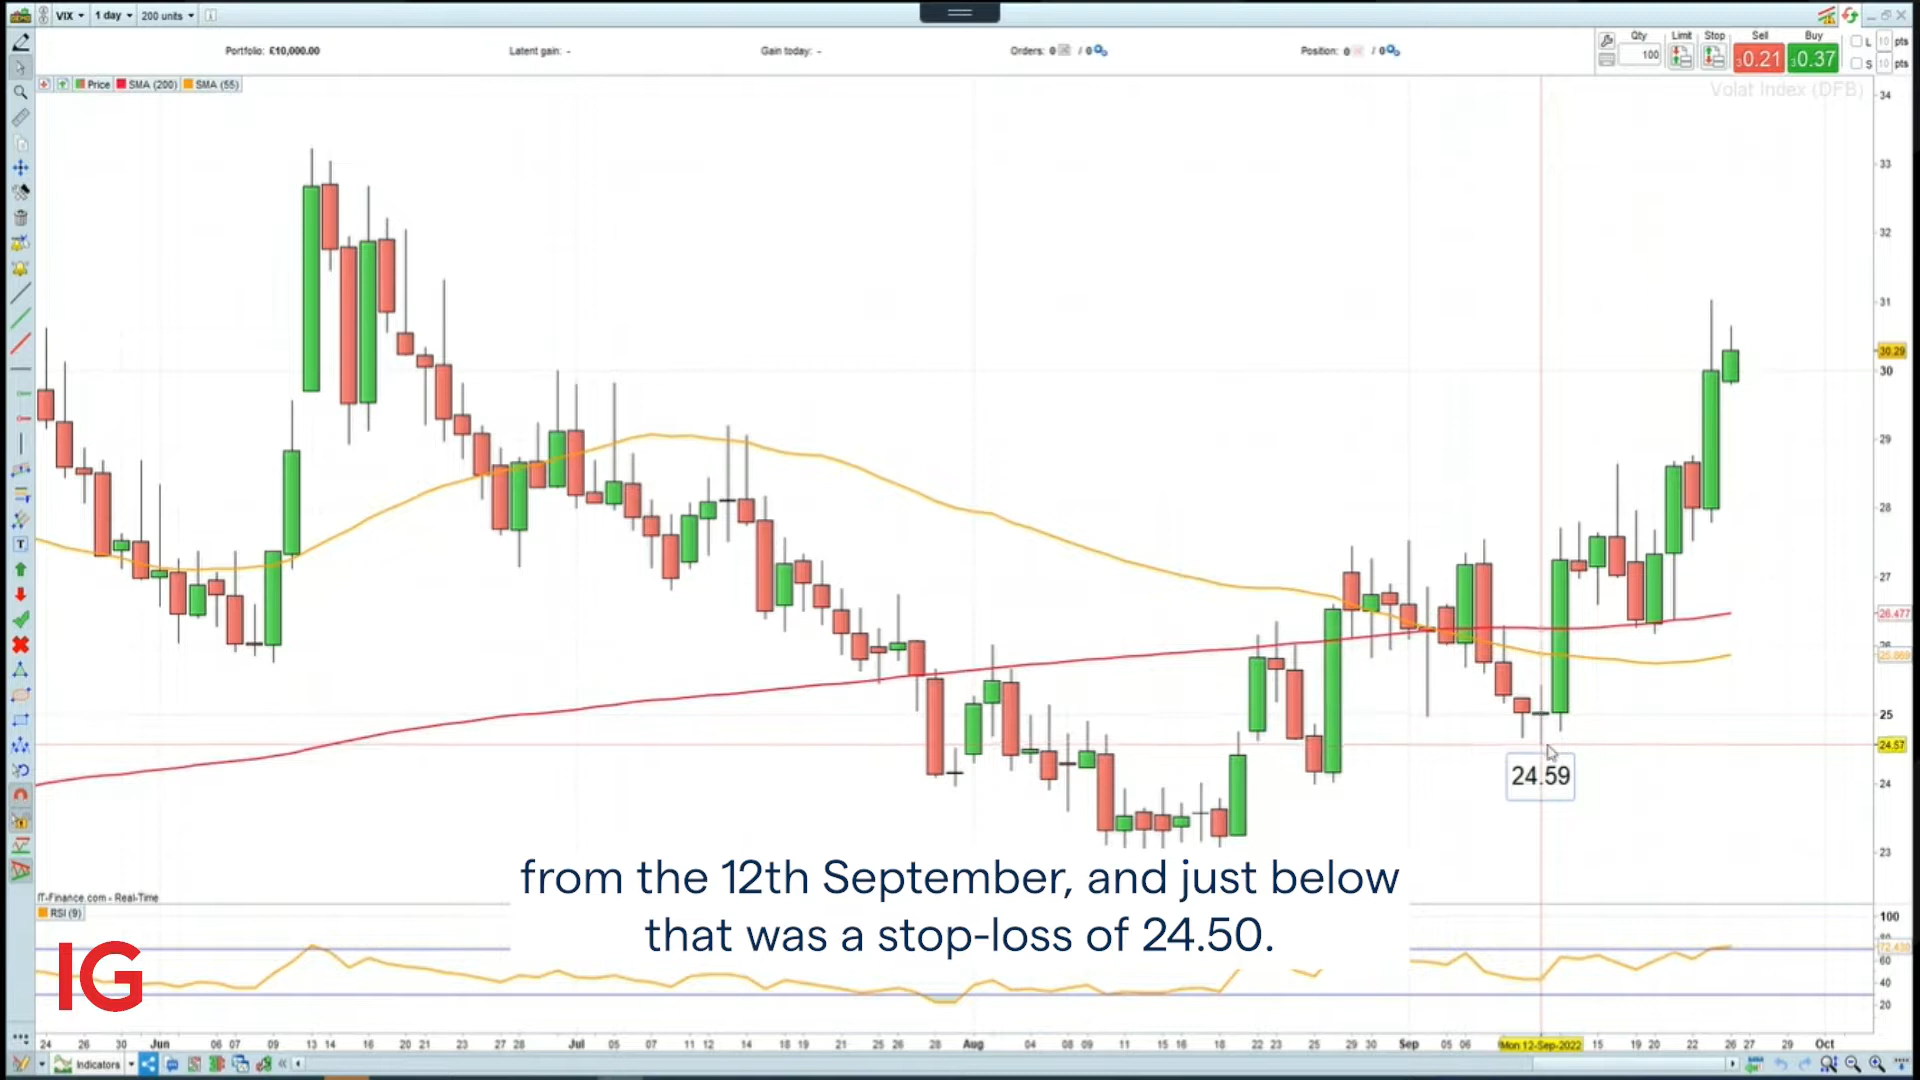 VIX 1 day 200 units
Portfolio: £10,000.00 Latent gain: - Gain today: - Orders: 0 / 0 Position: 0 / 0
Qty Limit Stop Sell Buy
100 30.21 30.37
L 10 pts
S 10 pts
Price SMA (200) SMA (55)
Volat Index (DFB)
34
33
32
31
30.29
30
29
28
27
26.477
26
25
24.57
24
23
24.59
from the 12th September, and just below
that was a stop-loss of 24.50.
IT-Finance.com - Real-Time
RSI (9)
100
80
60
40
20
IG
24 26 30 Jun 06 07 09 13 14 16 20 21 23 27 28 Jul 05 07 11 12 14 18 19 21 25 26 28 Aug 04 08 09 11 15 16 18 22 23 25 29 30 Sep 05 06 Mon 12-Sep-2022 15 19 20 22 26 27 29 Oct
Indicators